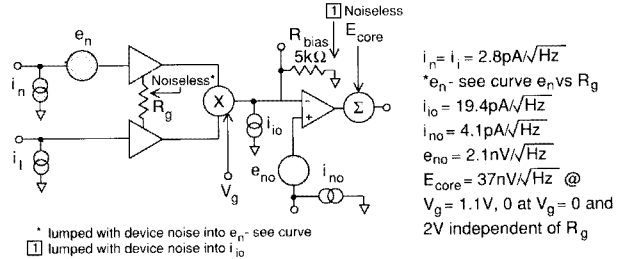 1 Noiseless
R_bias
5kΩ
E_core
e_n
i_n
Noiseless*
R_g
X
i_io
-
+
Σ
i_I
V_g
e_no
i_no
i_n = i_i = 2.8pA/√Hz
*e_n- see curve e_n vs R_g
i_io = 19.4pA/√Hz
i_no = 4.1pA/√Hz
e_no = 2.1nV/√Hz
E_core = 37nV/√Hz @
V_g = 1.1V, 0 at V_g = 0 and
2V independent of R_g
* lumped with device noise into e_n- see curve
1 lumped with device noise into i_io